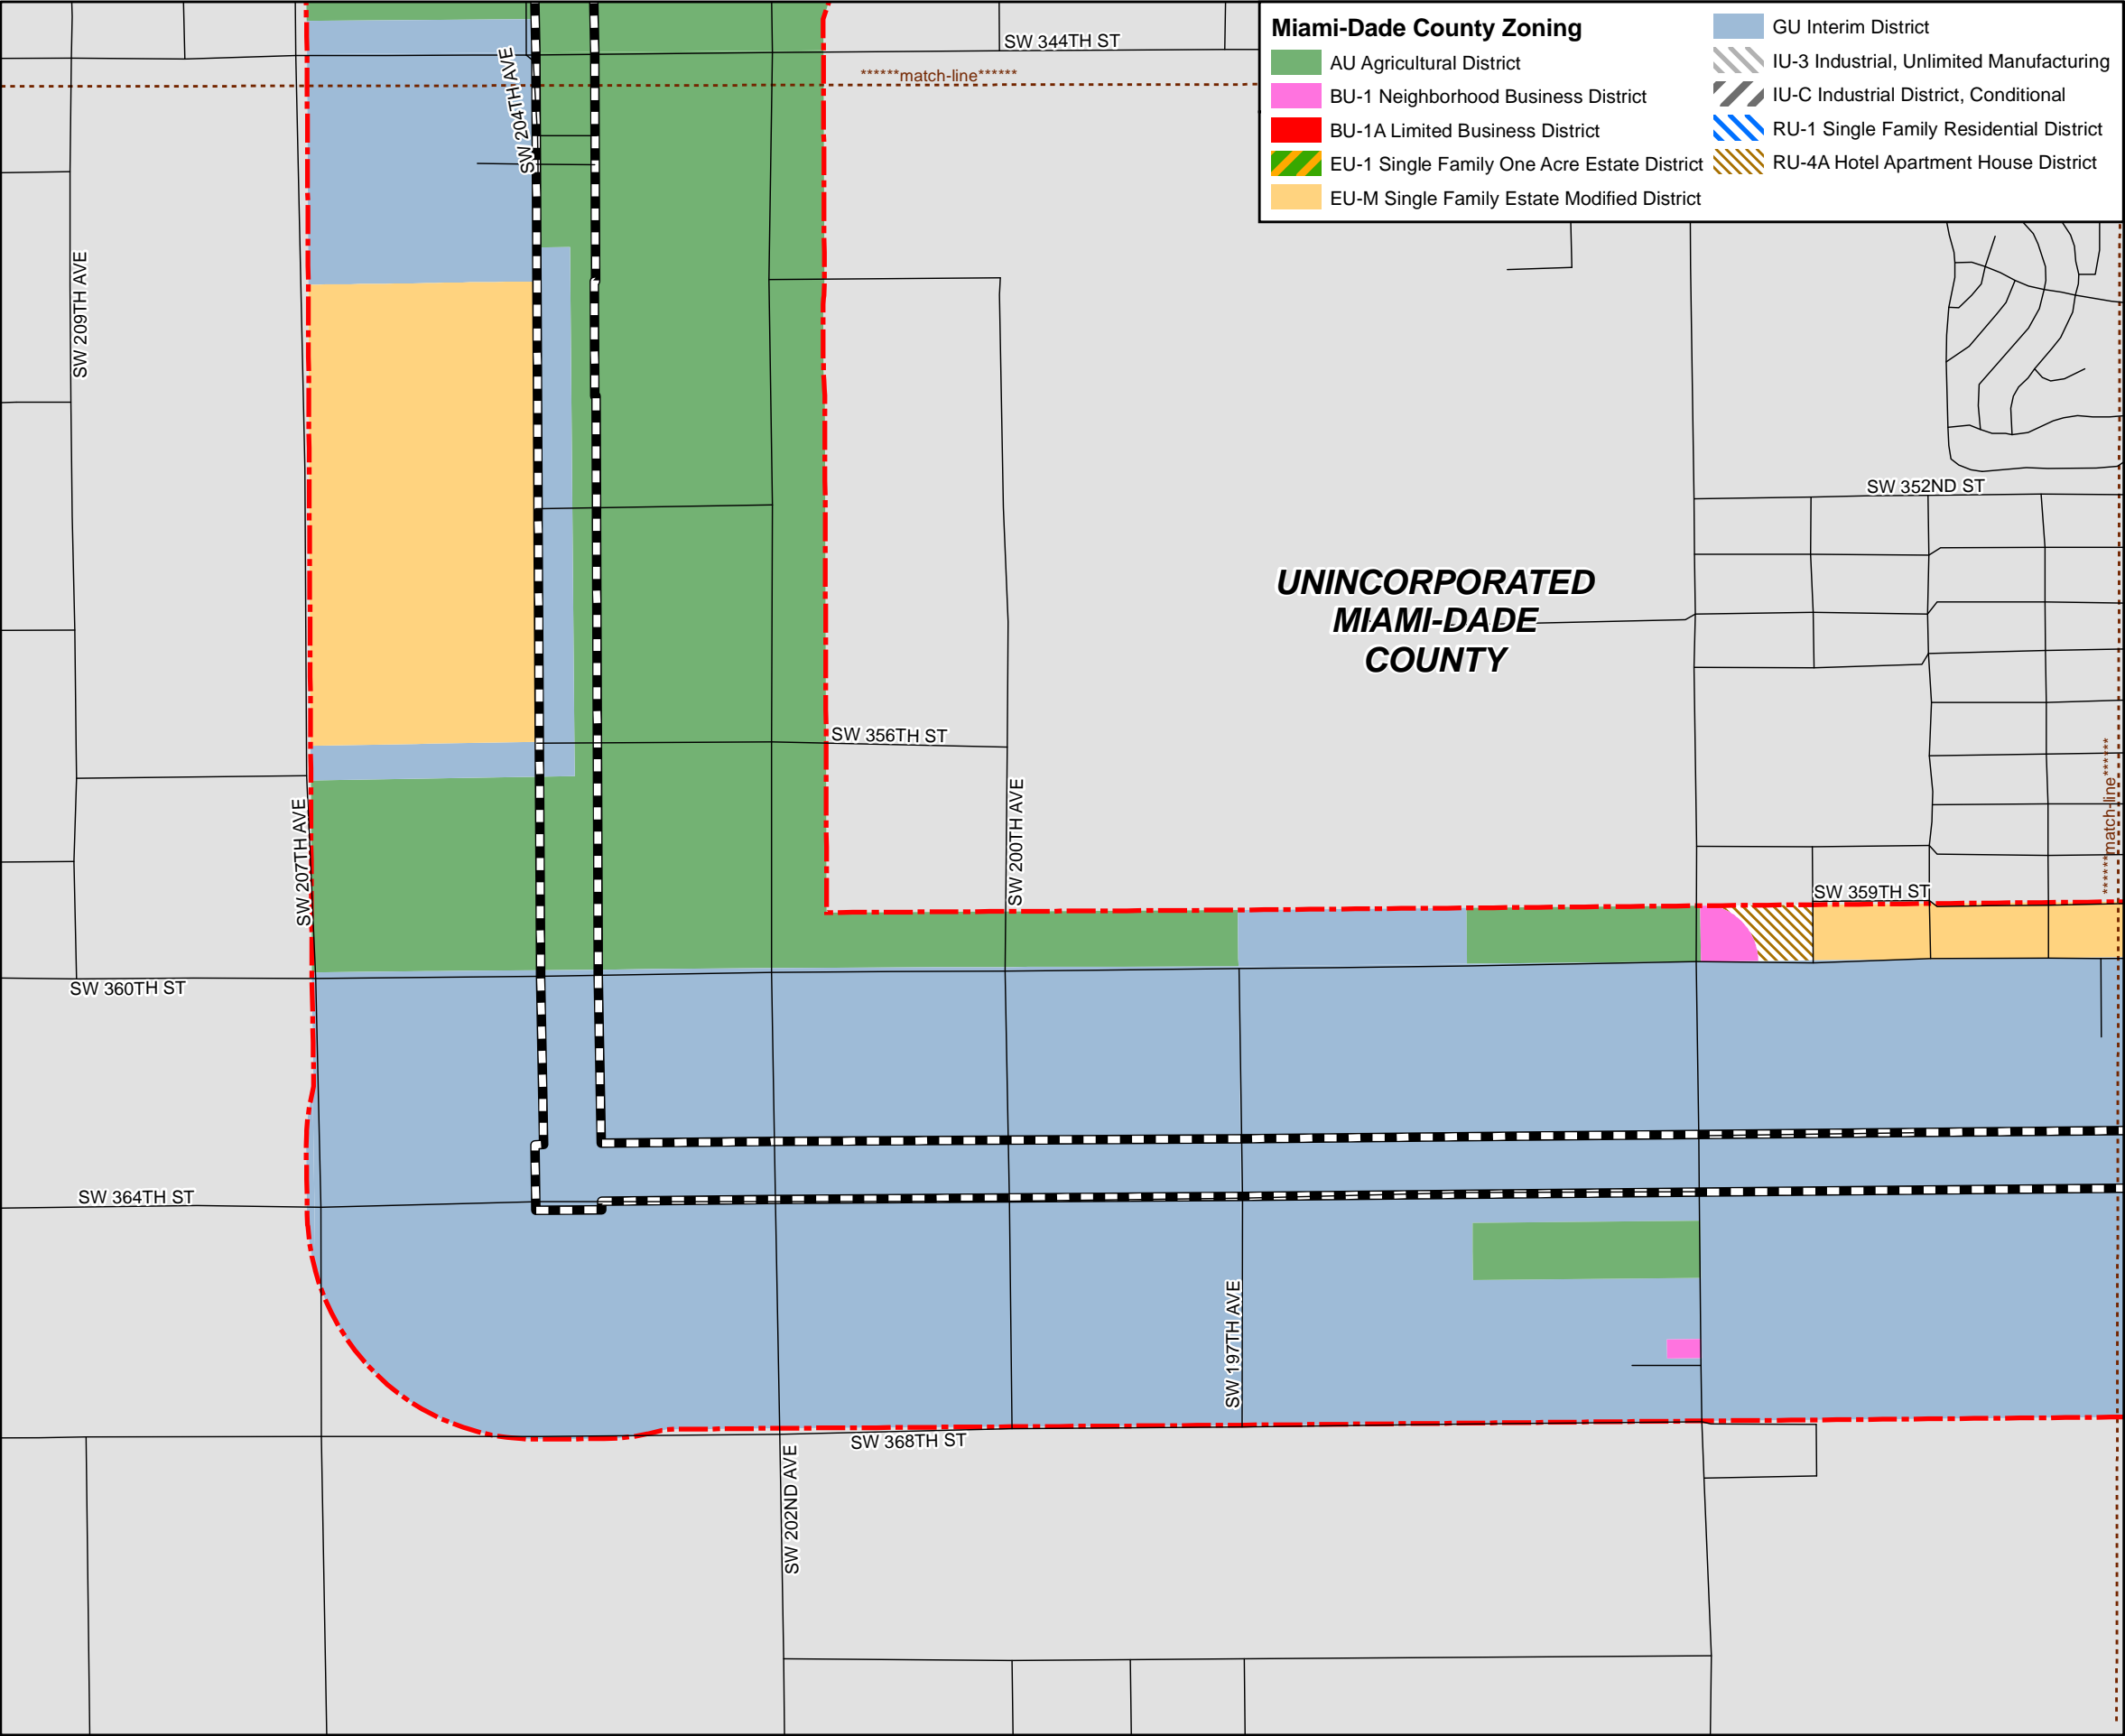 Miami-Dade County Zoning
AU Agricultural District
BU-1 Neighborhood Business District
BU-1A Limited Business District
EU-1 Single Family One Acre Estate District
EU-M Single Family Estate Modified District
GU Interim District
IU-3 Industrial, Unlimited Manufacturing
IU-C Industrial District, Conditional
RU-1 Single Family Residential District
RU-4A Hotel Apartment House District
SW 344TH ST
******match-line******
SW 204TH AVE
SW 209TH AVE
SW 352ND ST
UNINCORPORATED
MIAMI-DADE
COUNTY
SW 356TH ST
******match-line******
SW 207TH AVE
SW 200TH AVE
SW 359TH ST
SW 360TH ST
SW 364TH ST
SW 197TH AVE
SW 368TH ST
SW 202ND AVE